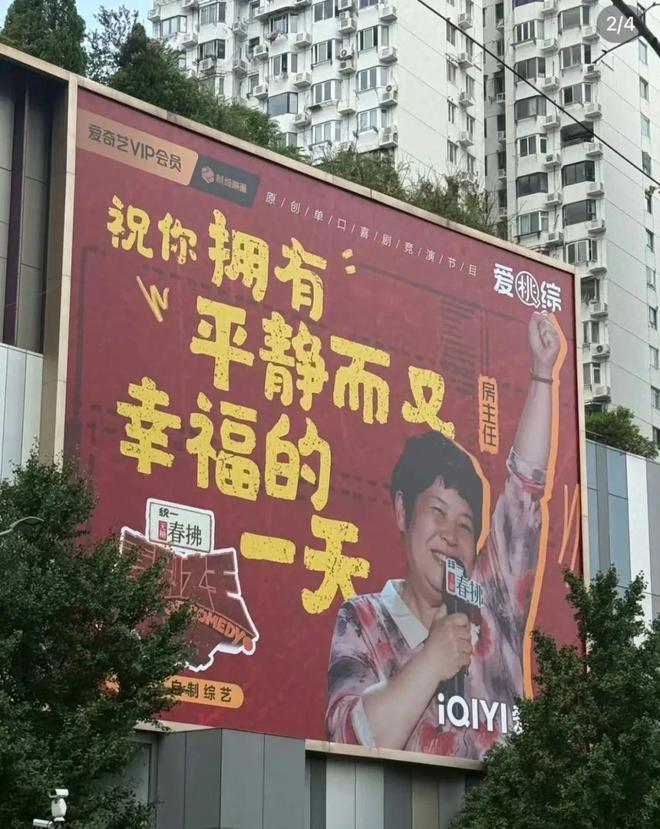 2/4
爱奇艺VIP会员
原/创/单/口/喜/剧/竞/演/节/目
爱桃综
祝你拥有
平静而又
幸福的
一天
房主任
统一
无糖
春拂
春拂
COMEDY
自制综艺
iQIYI